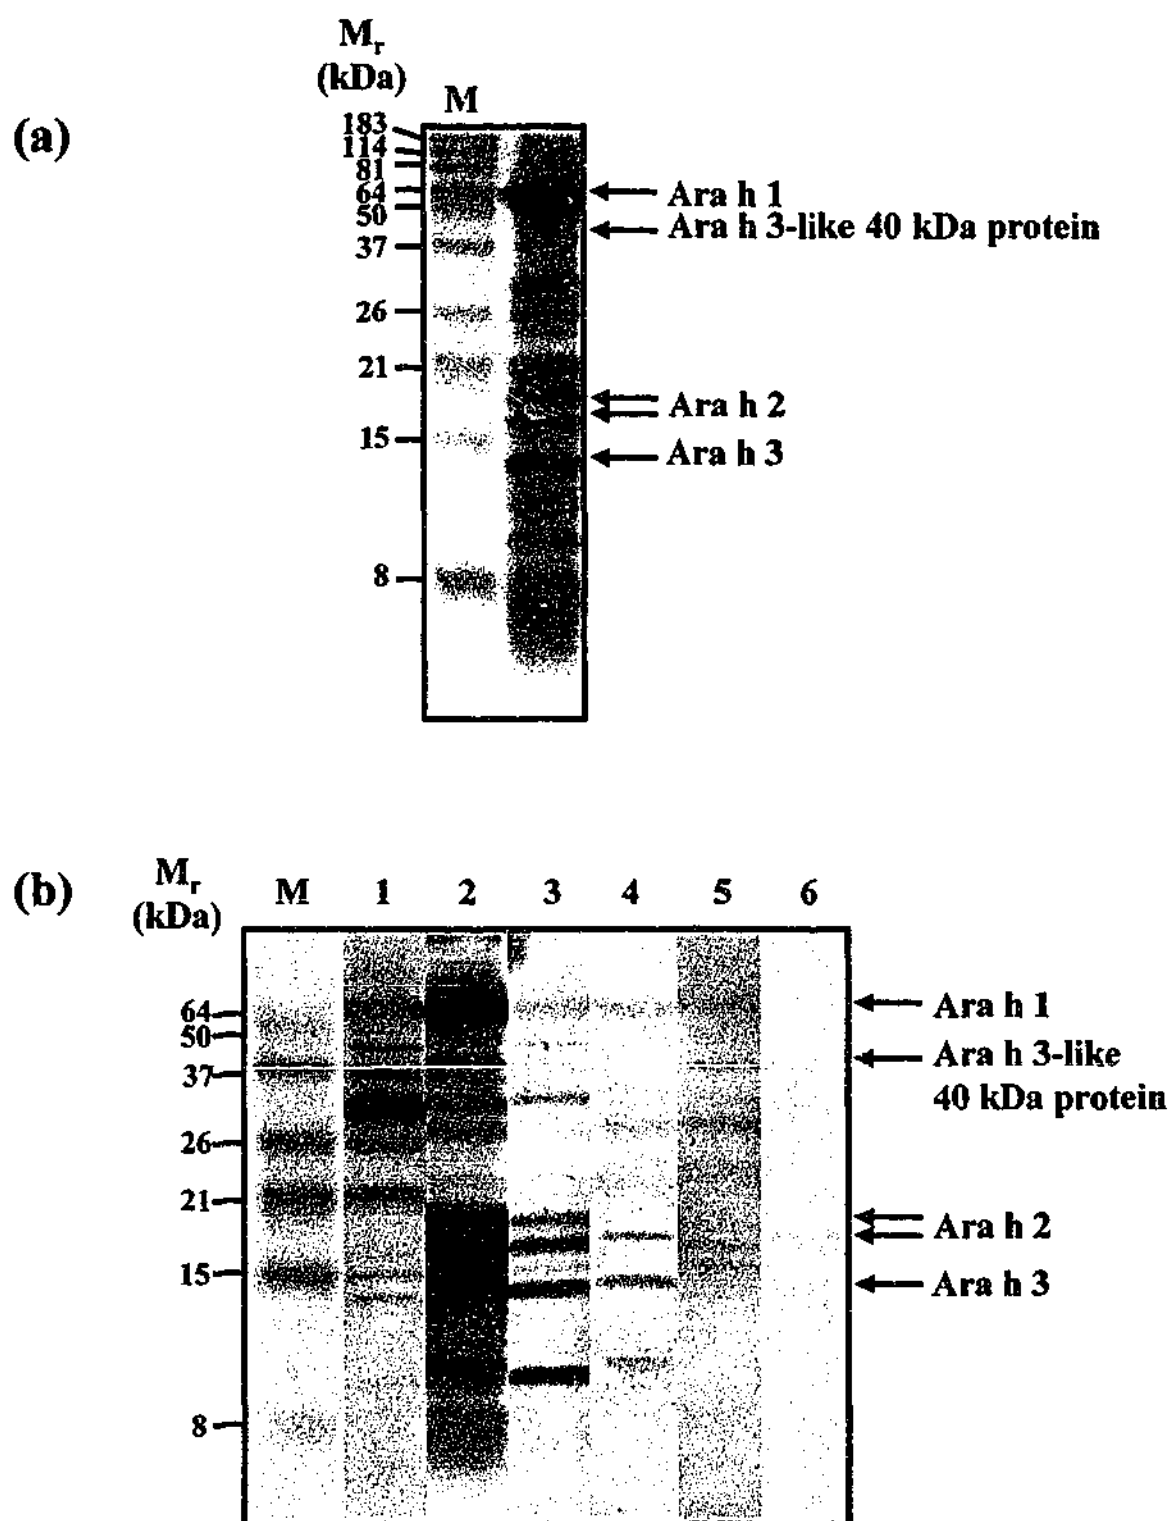 (a)
Mr
(kDa)
M
183
114
81
64
50
37
26
21
15
8
Ara h 1
Ara h 3-like 40 kDa protein
Ara h 2
Ara h 3
(b)
Mr
(kDa)
M 1 2 3 4 5 6
64
50
37
26
21
15
8
Ara h 1
Ara h 3-like
40 kDa protein
Ara h 2
Ara h 3